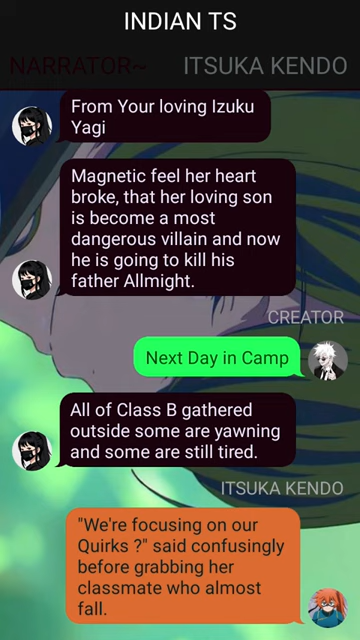 INDIAN TS
NARRATOR~
ITSUKA KENDO
From Your loving Izuku
Yagi
Magnetic feel her heart
broke, that her loving son
is become a most
dangerous villain and now
he is going to kill his
father Allmight.
CREATOR
Next Day in Camp
All of Class B gathered
outside some are yawning
and some are still tired.
ITSUKA KENDO
"We're focusing on our
Quirks ?" said confusingly
before grabbing her
classmate who almost
fall.